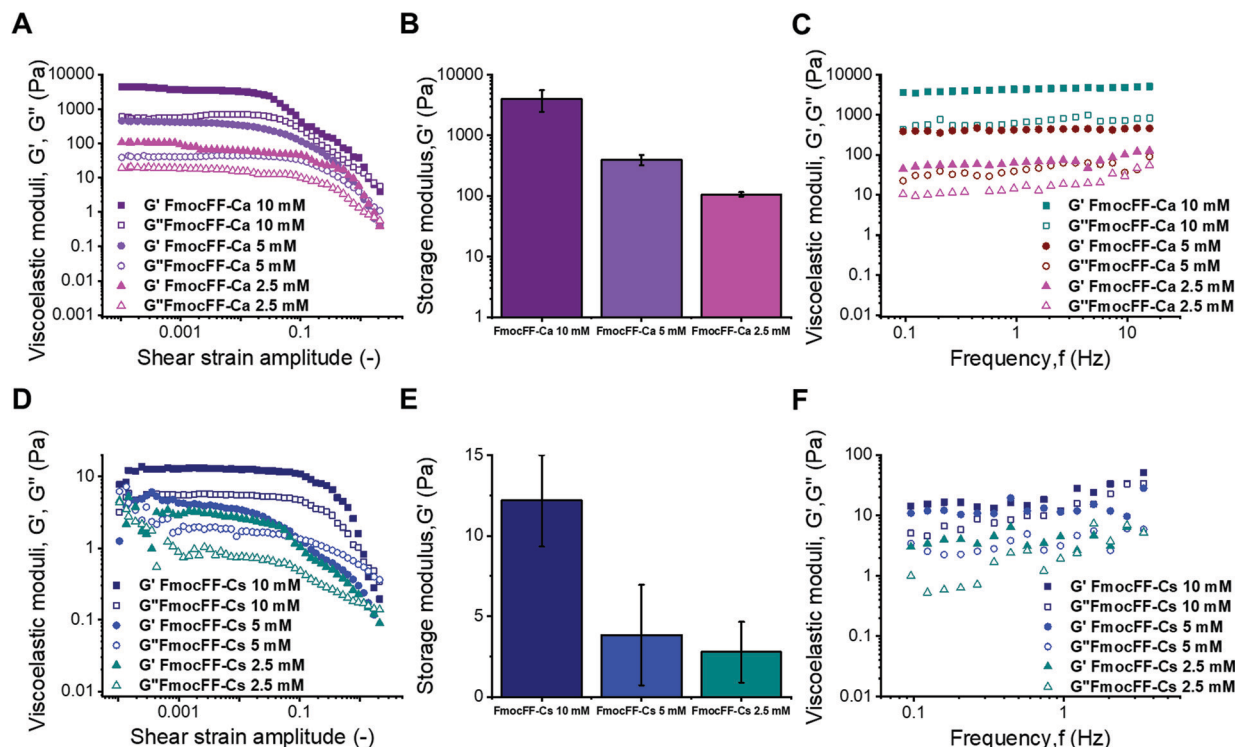 A
Viscoelastic moduli, G', G'' (Pa)
10000
1000
100
10
1
0.1
0.01
0.001
G' FmocFF-Ca 10 mM
G''FmocFF-Ca 10 mM
G' FmocFF-Ca 5 mM
G''FmocFF-Ca 5 mM
G' FmocFF-Ca 2.5 mM
G''FmocFF-Ca 2.5 mM
0.001 0.1
Shear strain amplitude (-)
B
Storage modulus,G' (Pa)
10000
1000
100
10
1
FmocFF-Ca 10 mM FmocFF-Ca 5 mM FmocFF-Ca 2.5 mM
C
Viscoelastic moduli, G',G'' (Pa)
10000
1000
100
10
1
0.1
0.01
G' FmocFF-Ca 10 mM
G''FmocFF-Ca 10 mM
G' FmocFF-Ca 5 mM
G''FmocFF-Ca 5 mM
G' FmocFF-Ca 2.5 mM
G''FmocFF-Ca 2.5 mM
0.1 1 10
Frequency,f (Hz)
D
Viscoelastic moduli, G', G'' (Pa)
10
1
0.1
0.01
G' FmocFF-Cs 10 mM
G''FmocFF-Cs 10 mM
G' FmocFF-Cs 5 mM
G''FmocFF-Cs 5 mM
G' FmocFF-Cs 2.5 mM
G''FmocFF-Cs 2.5 mM
0.001 0.1
Shear strain amplitude (-)
E
Storage modulus,G' (Pa)
15
10
5
0
FmocFF-Cs 10 mM FmocFF-Cs 5 mM FmocFF-Cs 2.5 mM
F
Viscoelastic moduli, G',G'' (Pa)
100
10
1
0.1
0.01
G' FmocFF-Cs 10 mM
G''FmocFF-Cs 10 mM
G' FmocFF-Cs 5 mM
G''FmocFF-Cs 5 mM
G' FmocFF-Cs 2.5 mM
G''FmocFF-Cs 2.5 mM
0.1 1
Frequency,f (Hz)